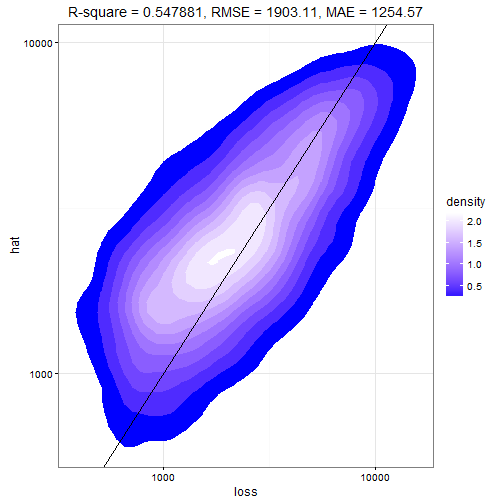 R-square = 0.547881, RMSE = 1903.11, MAE = 1254.57
10000
hat
1000
1000
10000
loss
density
2.0
1.5
1.0
0.5